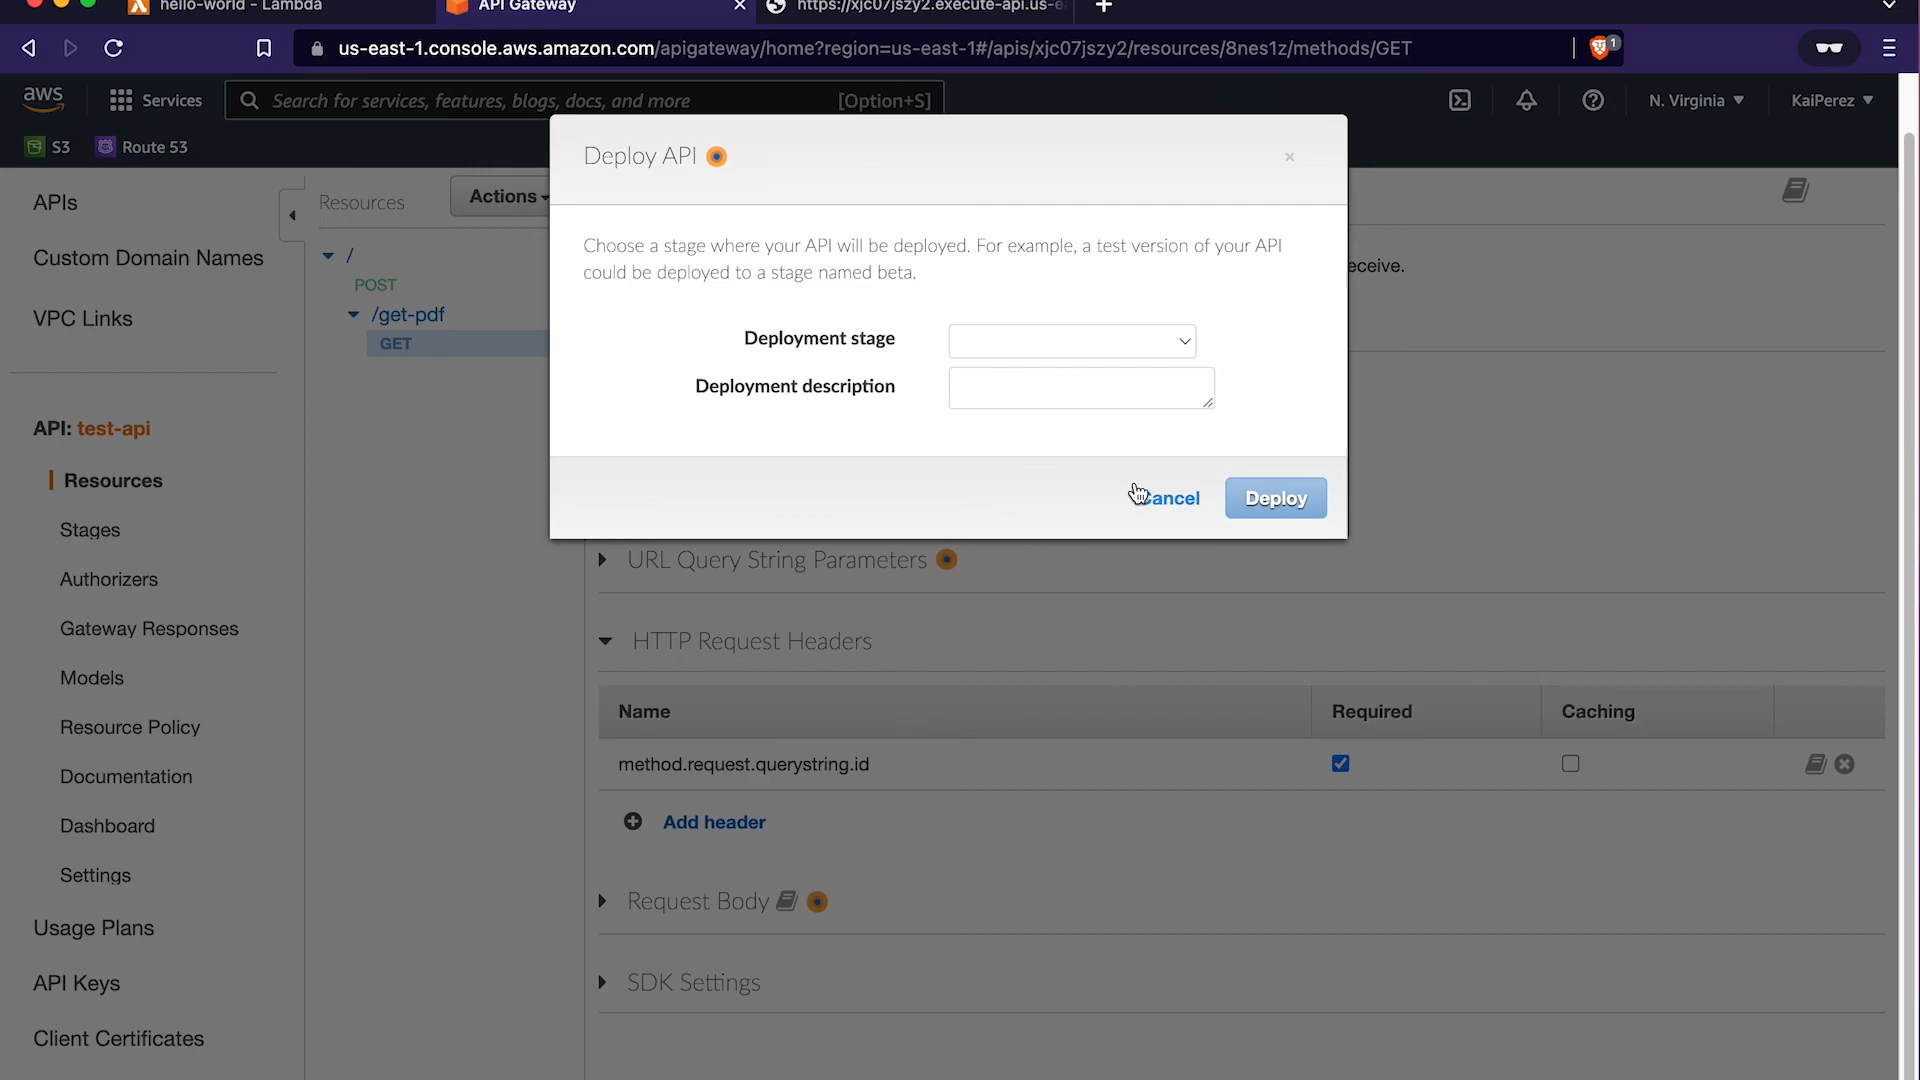 hello-world - Lambda
API Gateway
https://xjc07jszy2.execute-api.us-ea
us-east-1.console.aws.amazon.com/apigateway/home?region=us-east-1#/apis/xjc07jszy2/resources/8nes1z/methods/GET
1
aws
Services
Search for services, features, blogs, docs, and more
[Option+S]
N. Virginia
KaiPerez
S3
Route 53
APIs
Custom Domain Names
VPC Links
API: test-api
Resources
Stages
Authorizers
Gateway Responses
Models
Resource Policy
Documentation
Dashboard
Settings
Usage Plans
API Keys
Client Certificates
Resources
Actions
/
POST
/get-pdf
GET
Deploy API
×
Choose a stage where your API will be deployed. For example, a test version of your API
could be deployed to a stage named beta.
Deployment stage
Deployment description
Cancel
Deploy
eceive.
URL Query String Parameters
HTTP Request Headers
Name
Required
Caching
method.request.querystring.id
Add header
Request Body
SDK Settings